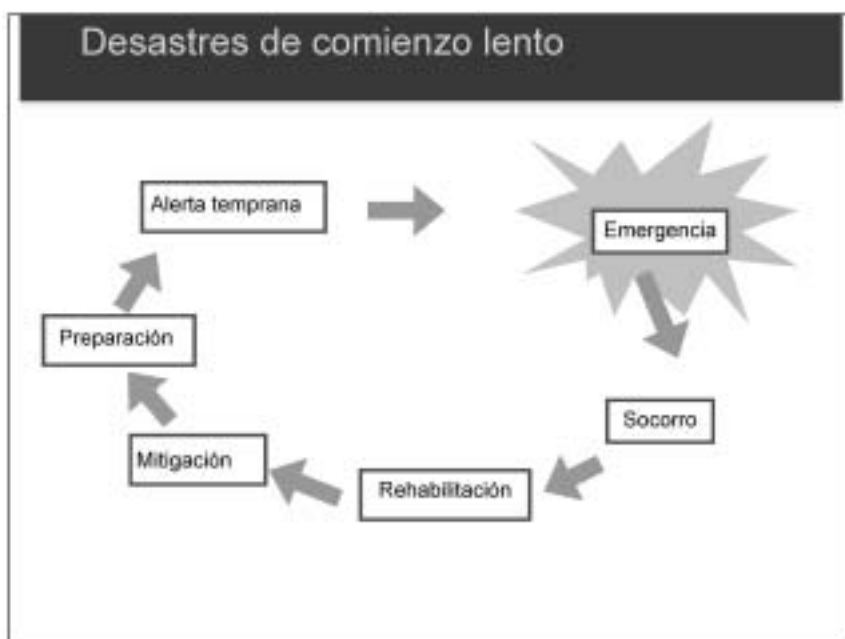 Desastres de comienzo lento
Alerta temprana
Emergencia
Preparación
Socorro
Mitigación
Rehabilitación